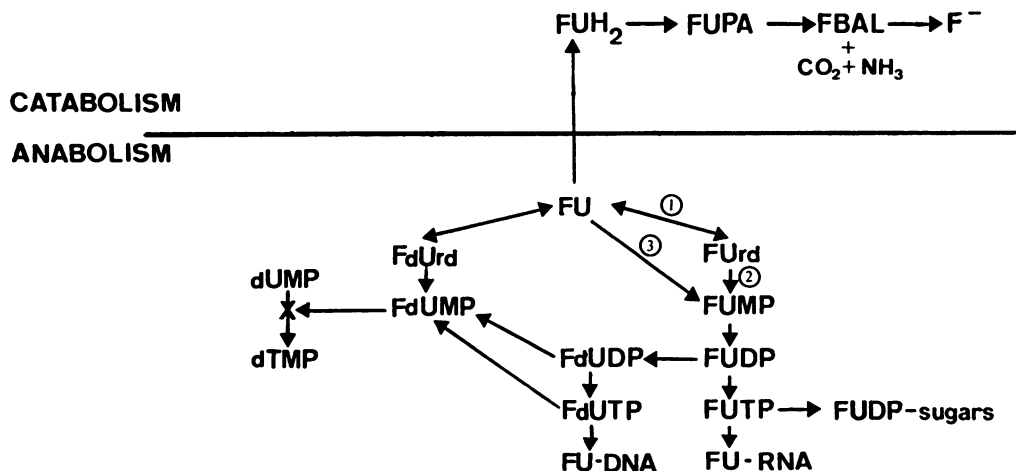 FUH₂ → FUPA → FBAL → F⁻
+
CO₂ + NH₃
CATABOLISM
ANABOLISM
FU
①
③
FdUrd
FUrd
②
dUMP
X
FdUMP
FUMP
dTMP
FdUDP
FUDP
FdUTP
FUTP
FUDP-sugars
FU-DNA
FU-RNA